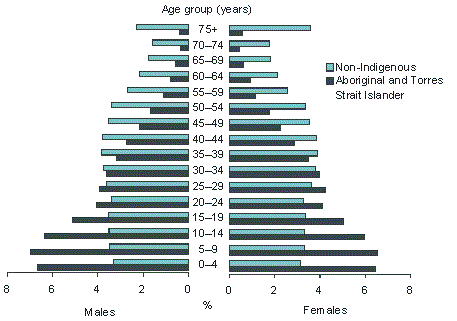 Age group (years)
75+
70–74
65–69
60–64
55–59
50–54
45–49
40–44
35–39
30–34
25–29
20–24
15–19
10–14
5–9
0–4
Non-Indigenous
Aboriginal and Torres
Strait Islander
8 6 4 2 0 0 2 4 6 8
%
Males Females